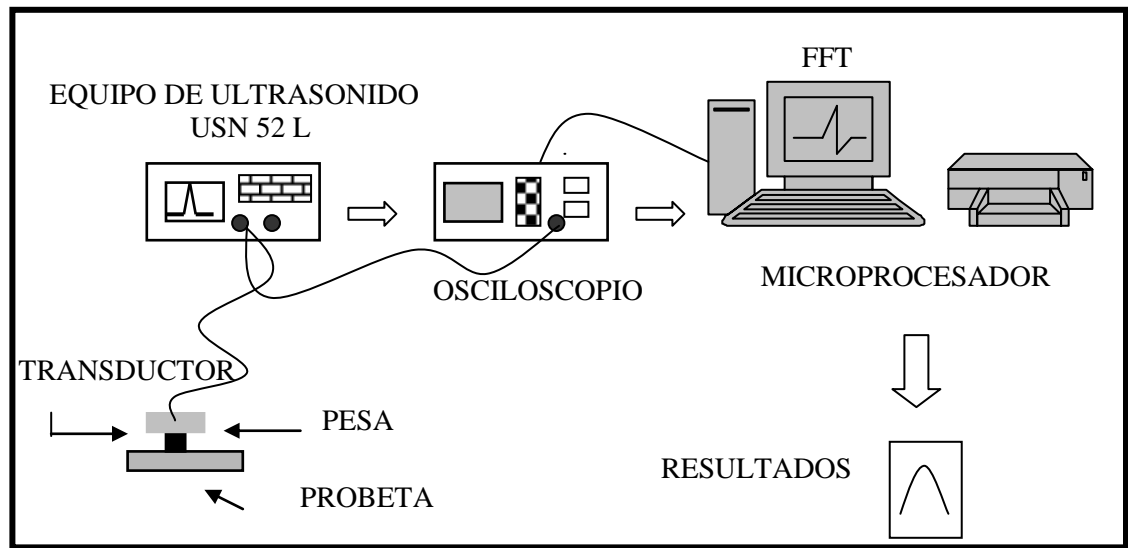 FFT
EQUIPO DE ULTRASONIDO
USN 52 L
OSCILOSCOPIO
MICROPROCESADOR
TRANSDUCTOR
PESA
PROBETA
RESULTADOS